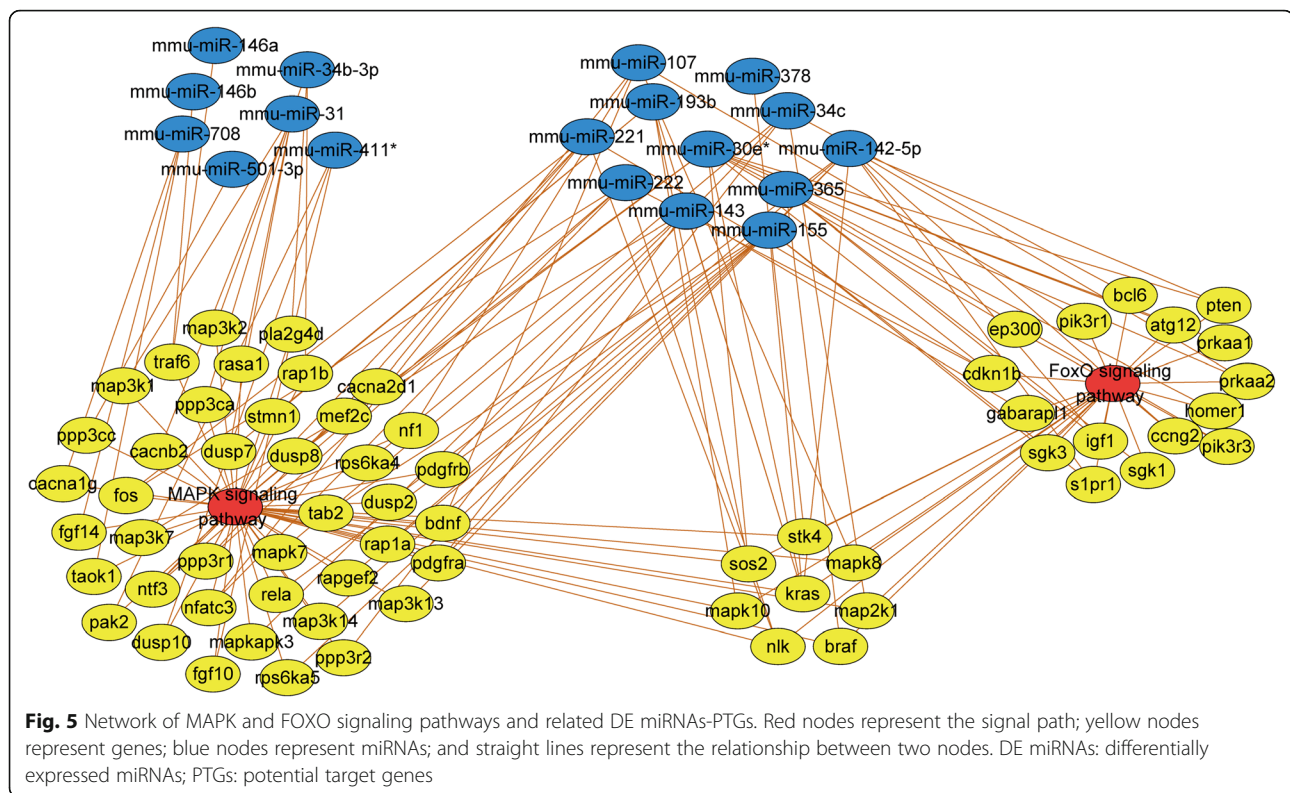 mmu-miR-146a
mmu-miR-34b-3p
mmu-miR-146b
mmu-miR-31
mmu-miR-708
mmu-miR-411*
mmu-miR-501-3p
mmu-miR-107
mmu-miR-378
mmu-miR-193b
mmu-miR-34c
mmu-miR-221
mmu-miR-30e*
mmu-miR-142-5p
mmu-miR-222
mmu-miR-365
mmu-miR-143
mmu-miR-155
map3k2
pla2g4d
traf6
rasa1
rap1b
map3k1
cacna2d1
ppp3ca
stmn1
mef2c
nf1
ppp3cc
cacnb2
dusp7
dusp8
rps6ka4
pdgfrb
cacna1g
fos
MAPK signaling
pathway
tab2
dusp2
bdnf
fgf14
map3k7
ppp3r1
mapk7
rap1a
pdgfra
taok1
ntf3
rela
rapgef2
pak2
nfatc3
map3k14
map3k13
dusp10
mapkapk3
ppp3r2
fgf10
rps6ka5
stk4
sos2
mapk8
kras
mapk10
map2k1
nlk
braf
bcl6
pten
ep300
pik3r1
atg12
prkaa1
cdkn1b
FoxO signaling
pathway
prkaa2
gabarapl1
homer1
igf1
ccng2
pik3r3
sgk3
sgk1
s1pr1
Fig. 5 Network of MAPK and FOXO signaling pathways and related DE miRNAs-PTGs. Red nodes represent the signal path; yellow nodes
represent genes; blue nodes represent miRNAs; and straight lines represent the relationship between two nodes. DE miRNAs: differentially
expressed miRNAs; PTGs: potential target genes